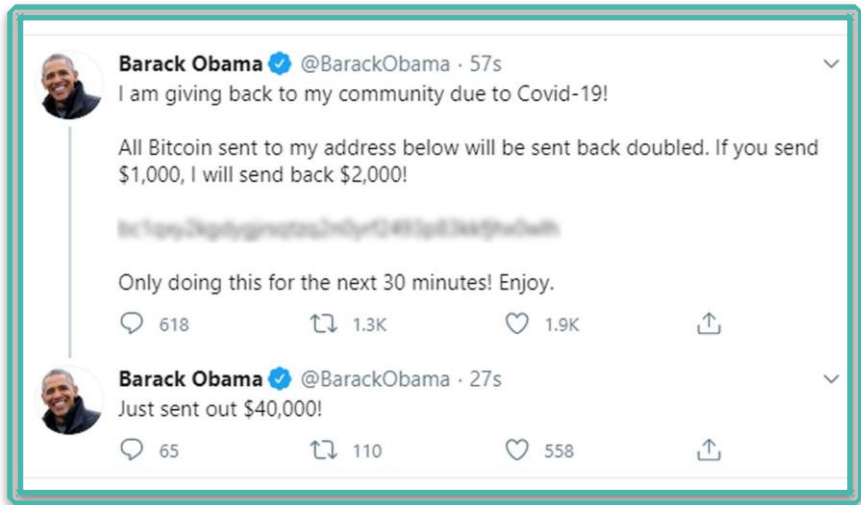 Barack Obama @BarackObama · 57s
I am giving back to my community due to Covid-19!
All Bitcoin sent to my address below will be sent back doubled. If you send
$1,000, I will send back $2,000!
Only doing this for the next 30 minutes! Enjoy.
618 1.3K 1.9K
Barack Obama @BarackObama · 27s
Just sent out $40,000!
65 110 558